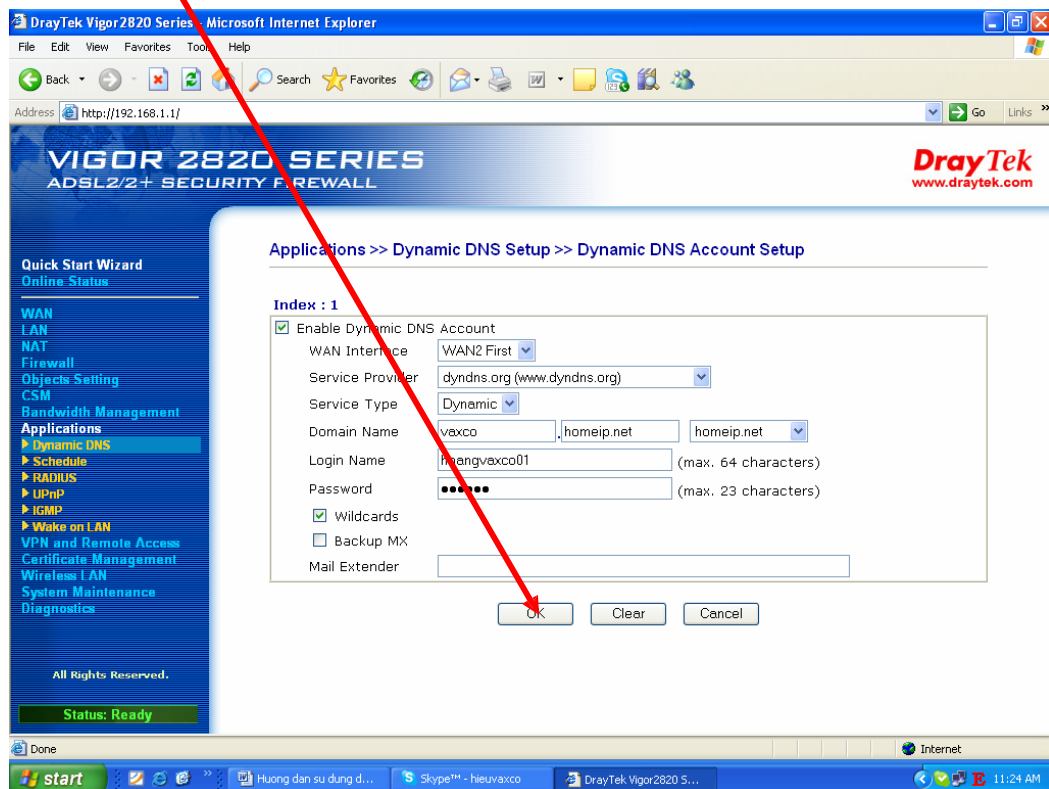 DrayTek Vigor2820 Series - Microsoft Internet Explorer
File Edit View Favorites Tools Help
Back Search Favorites
Address http://192.168.1.1/ Go Links »
VIGOR 2820 SERIES
ADSL2/2+ SECURITY FIREWALL
DrayTek
www.draytek.com
Quick Start Wizard
Online Status
WAN
LAN
NAT
Firewall
Objects Setting
CSM
Bandwidth Management
Applications
Dynamic DNS
Schedule
RADIUS
UPnP
IGMP
Wake on LAN
VPN and Remote Access
Certificate Management
Wireless LAN
System Maintenance
Diagnostics
All Rights Reserved.
Status: Ready
Applications >> Dynamic DNS Setup >> Dynamic DNS Account Setup
Index : 1
Enable Dynamic DNS Account
WAN Interface WAN2 First
Service Provider dyndns.org (www.dyndns.org)
Service Type Dynamic
Domain Name vaxco .homeip.net homeip.net
Login Name (max. 64 characters)
Password ●●●●●● (max. 23 characters)
Wildcards
Backup MX
Mail Extender
OK Clear Cancel
Done Internet
start » Huong dan su dung d... Skype™ - hieuvaxco DrayTek Vigor2820 S... E 11:24 AM